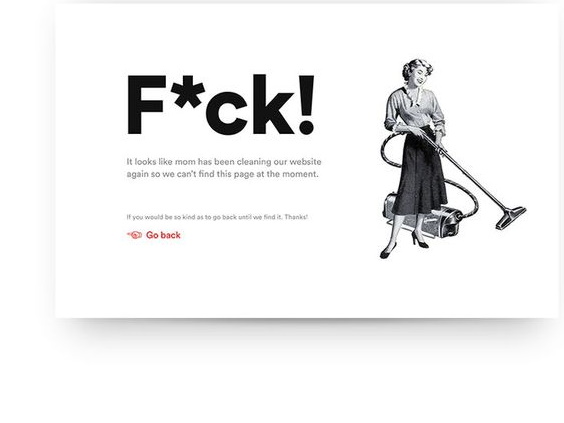 F*ck!
It looks like mom has been cleaning our website
again so we can't find this page at the moment.
If you would be so kind as to go back until we find it. Thanks!
Go back